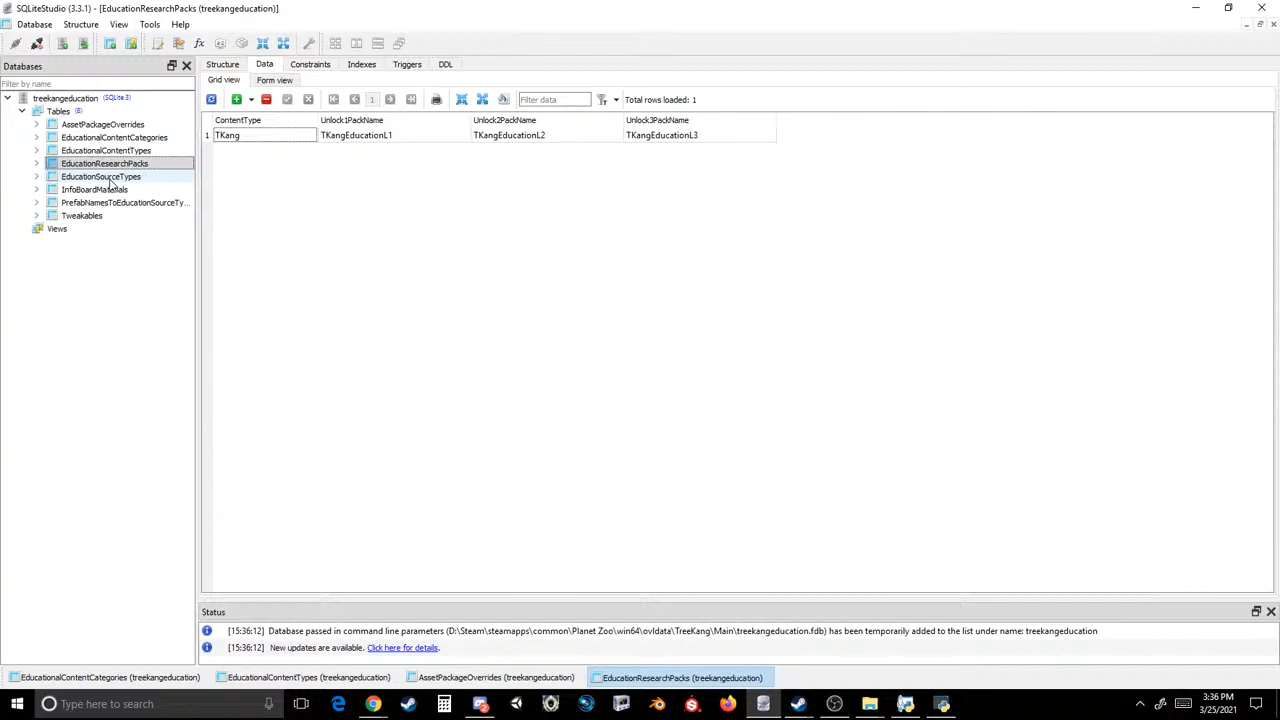 SQLiteStudio (3.3.1) - [EducationResearchPacks (treekangeducation)]
Database Structure View Tools Help
Databases
Filter by name
treekangeducation (SQLite 3)
Tables (8)
AssetPackageOverrides
EducationalContentCategories
EducationalContentTypes
EducationResearchPacks
EducationSourceTypes
InfoBoardMaterials
PrefabNamesToEducationSourceTy...
Tweakables
Views
Structure Data Constraints Indexes Triggers DDL
Grid view Form view
1 Filter data Total rows loaded: 1
ContentType Unlock1PackName Unlock2PackName Unlock3PackName
1 TKang TKangEducationL1 TKangEducationL2 TKangEducationL3
Status
[15:36:12] Database passed in command line parameters (D:\Steam\steamapps\common\Planet Zoo\win64\ovldata\TreeKang\Main\treekangeducation.fdb) has been temporarily added to the list under name: treekangeducation
[15:36:12] New updates are available. Click here for details.
EducationalContentCategories (treekangeducation) EducationalContentTypes (treekangeducation) AssetPackageOverrides (treekangeducation) EducationResearchPacks (treekangeducation)
Type here to search
3:36 PM
3/25/2021